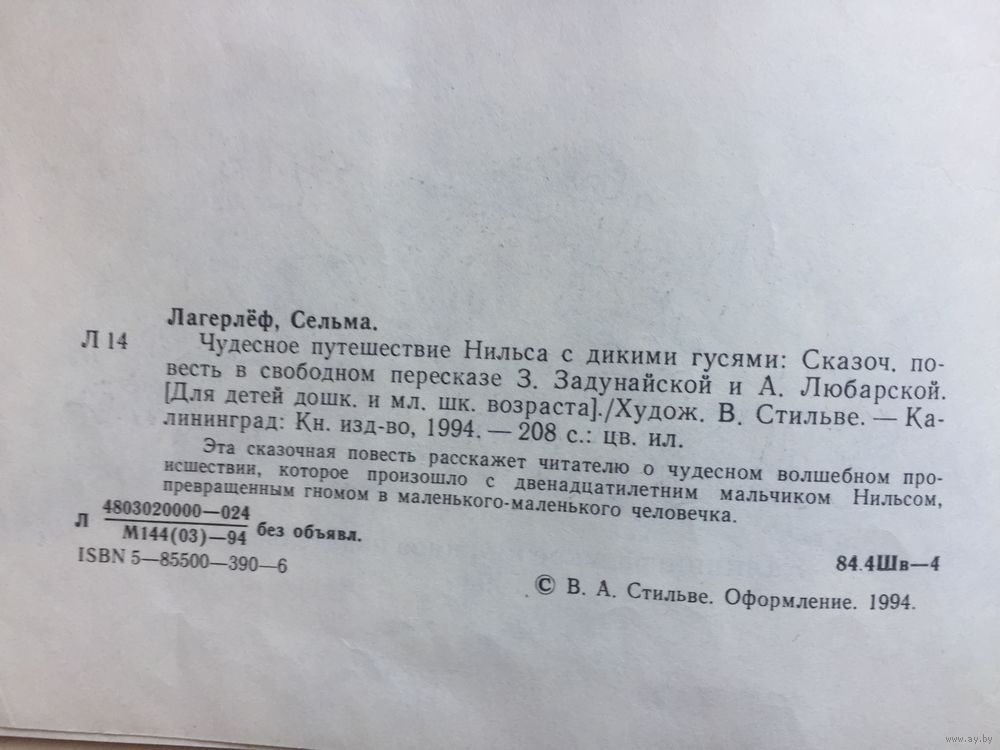 Лагерлёф, Сельма.
Л 14
Чудесное путешествие Нильса с дикими гусями: Сказоч. по-
весть в свободном пересказе З. Задунайской и А. Любарской.
[Для детей дошк. и мл. шк. возраста]./Худож. В. Стильве. — Ка-
лининград: Кн. изд-во, 1994. — 208 с.: цв. ил.
Эта сказочная повесть расскажет читателю о чудесном волшебном про-
исшествии, которое произошло с двенадцатилетним мальчиком Нильсом,
превращенным гномом в маленького-маленького человечка.
Л 4803020000—024
М144(03)—94 без объявл.
84.4Шв—4
ISBN 5—85500—390—6
© В. А. Стильве. Оформление. 1994.
www.ay.by